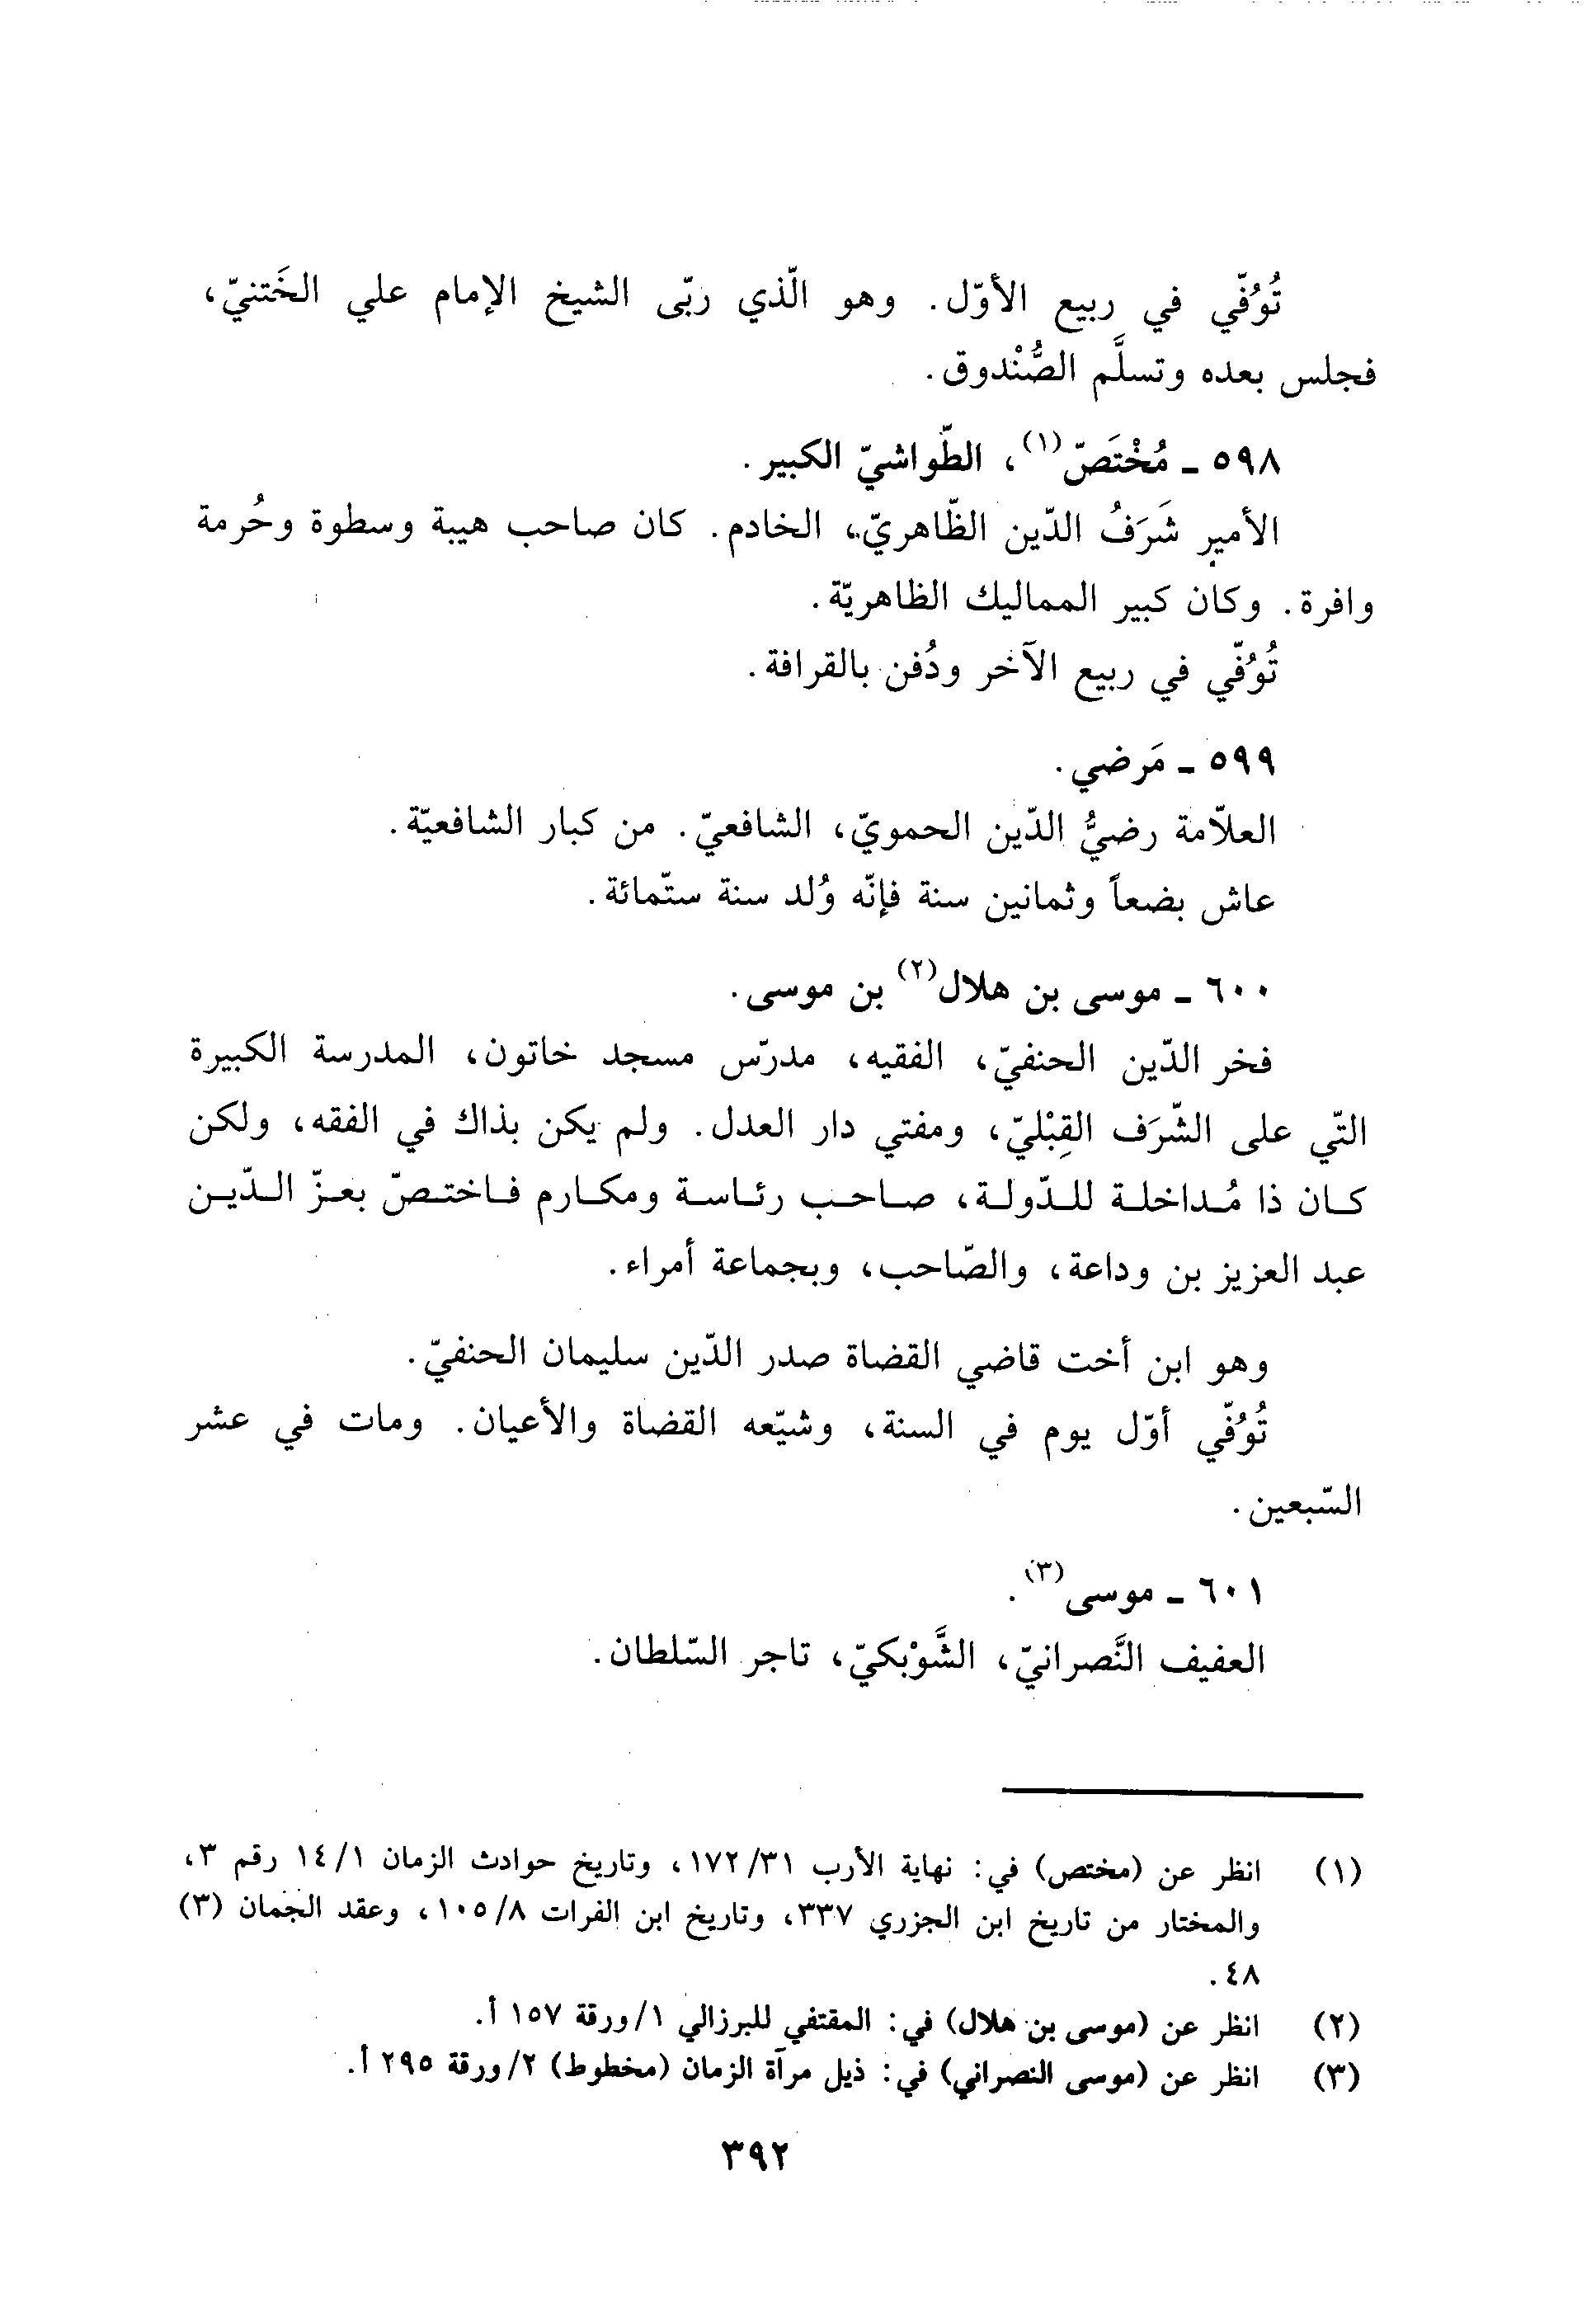 تُوُفّي في ربيع الأوّل. وهو الّذي ربّى الشيخ الإمام علي الخَتنيّ،
فجلس بعده وتسلَّم الصُّنْدوق.
٥٩٨ ـ مُخْتَصّ(١)، الطّواشيّ الكبير.
الأمير شَرَفُ الدّين الظّاهريّ، الخادم. كان صاحب هيبة وسطوة وحُرمة
وافرة. وكان كبير المماليك الظاهريّة.
تُوُفّي في ربيع الآخر ودُفن بالقرافة.
٥٩٩ ـ مَرضي.
العلاّمة رضيُّ الدّين الحمويّ، الشافعيّ. من كبار الشافعيّة.
عاش بضعاً وثمانين سنة فإنّه وُلد سنة ستّمائة.
٦٠٠ ـ موسى بن هلال(٢) بن موسى.
فخر الدّين الحنفيّ، الفقيه، مدرّس مسجد خاتون، المدرسة الكبيرة
التّي على الشّرَف القِبْليّ، ومفتي دار العدل. ولم يكن بذاك في الفقه، ولكن
كان ذا مُداخلة للدّولة، صاحب رئاسة ومكارم فاختصّ بعزّ الدّين
عبد العزيز بن وداعة، والصّاحب، وبجماعة أمراء.
وهو ابن أخت قاضي القضاة صدر الدّين سليمان الحنفيّ.
تُوُفّي أوّل يوم في السنة، وشيّعه القضاة والأعيان. ومات في عشر
السّبعين.
٦٠١ ـ موسى(٣).
العفيف النَّصرانيّ، الشَّوْبكيّ، تاجر السّلطان.
(١) انظر عن (مختص) في: نهاية الأرب ١٧٢/٣١، وتاريخ حوادث الزمان ١٤/١ رقم ٣،
والمختار من تاريخ ابن الجزري ٣٣٧، وتاريخ ابن الفرات ١٠٥/٨، وعقد الجمان (٣)
٤٨.
(٢) انظر عن (موسى بن هلال) في: المقتفي للبرزالي ١/ورقة ١٥٧ أ.
(٣) انظر عن (موسى النصراني) في: ذيل مرآة الزمان (مخطوط) ٢/ورقة ٢٩٥ أ.
٣٩٢